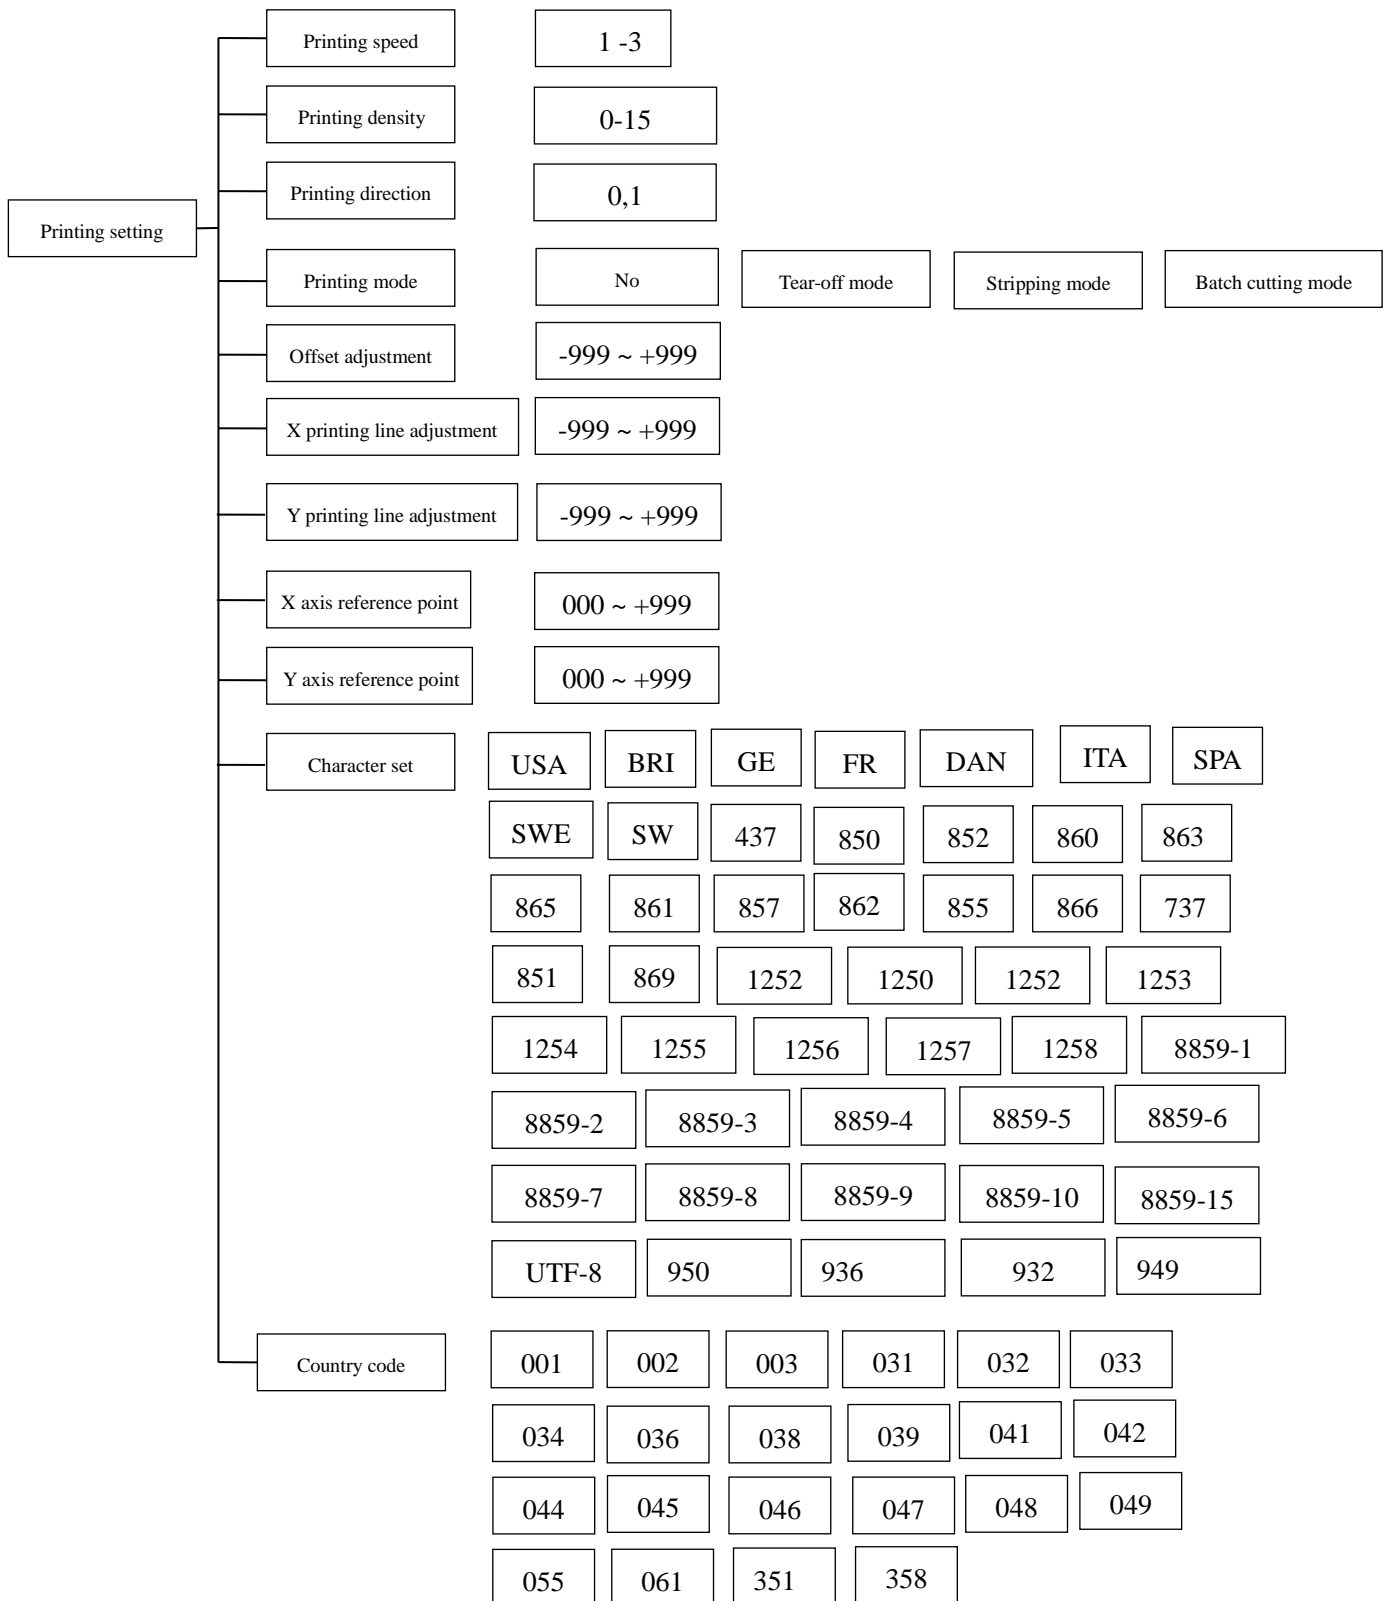 Printing speed 1 -3
Printing density 0-15
Printing direction 0,1
Printing setting
Printing mode No Tear-off mode Stripping mode Batch cutting mode
Offset adjustment -999 ~ +999
X printing line adjustment -999 ~ +999
Y printing line adjustment -999 ~ +999
X axis reference point 000 ~ +999
Y axis reference point 000 ~ +999
Character set USA BRI GE FR DAN ITA SPA
SWE SW 437 850 852 860 863
865 861 857 862 855 866 737
851 869 1252 1250 1252 1253
1254 1255 1256 1257 1258 8859-1
8859-2 8859-3 8859-4 8859-5 8859-6
8859-7 8859-8 8859-9 8859-10 8859-15
UTF-8 950 936 932 949
Country code 001 002 003 031 032 033
034 036 038 039 041 042
044 045 046 047 048 049
055 061 351 358